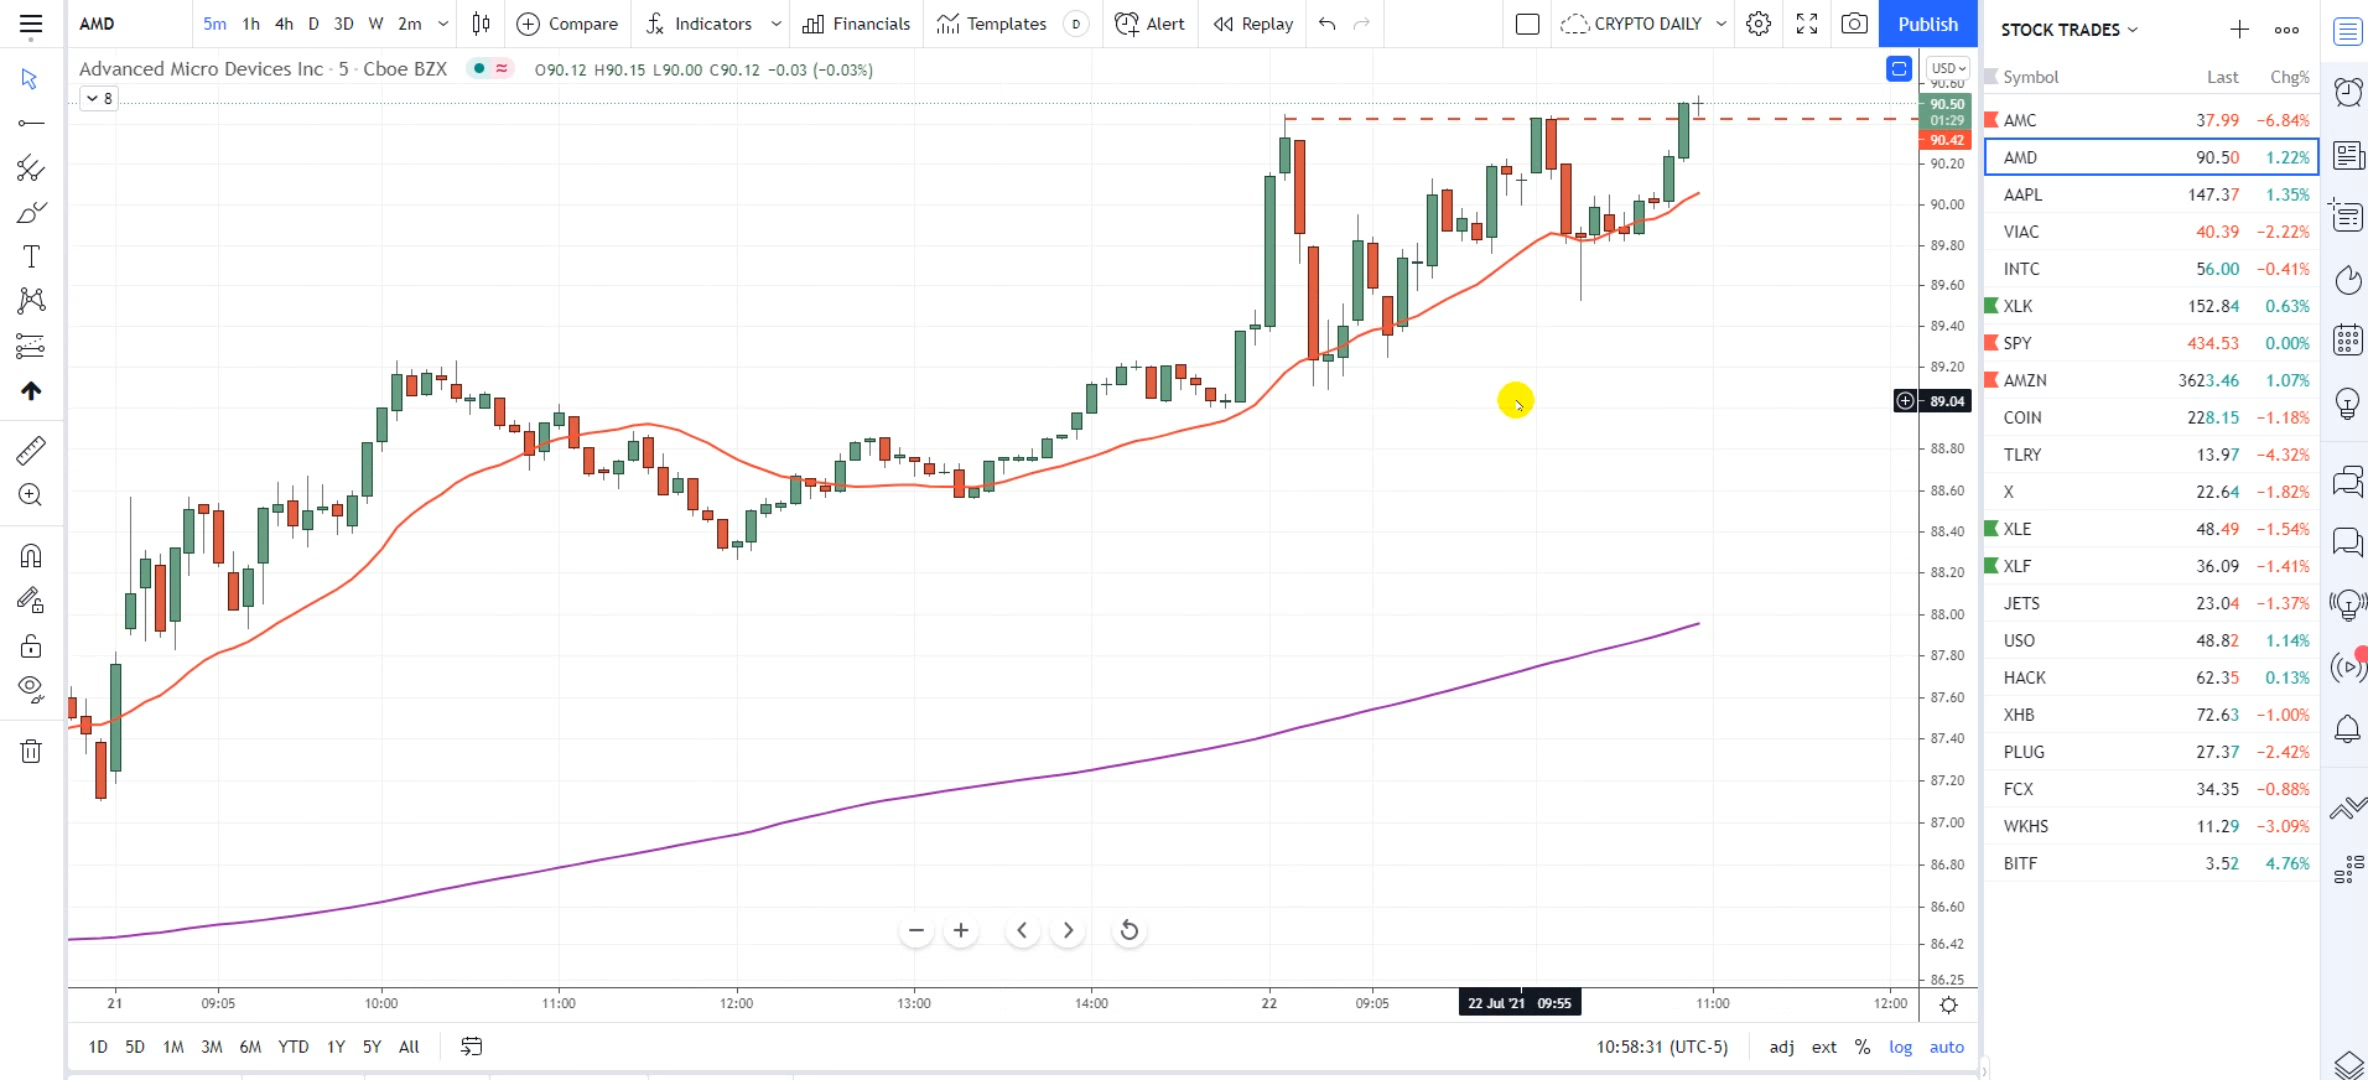 AMD 5m 1h 4h D 3D W 2m Compare Indicators Financials Templates D Alert Replay CRYPTO DAILY Publish
Advanced Micro Devices Inc · 5 · Cboe BZX O90.12 H90.15 L90.00 C90.12 −0.03 (−0.03%)
8
USD
90.60
90.50
01:29
90.42
90.20
90.00
89.80
89.60
89.40
89.20
89.04
88.80
88.60
88.40
88.20
88.00
87.80
87.60
87.40
87.20
87.00
86.80
86.60
86.42
86.25
21 09:05 10:00 11:00 12:00 13:00 14:00 22 09:05 22 Jul '21 09:55 11:00 12:00
1D 5D 1M 3M 6M YTD 1Y 5Y All 10:58:31 (UTC-5) adj ext % log auto
STOCK TRADES
Symbol Last Chg%
AMC 37.99 −6.84%
AMD 90.50 1.22%
AAPL 147.37 1.35%
VIAC 40.39 −2.22%
INTC 56.00 −0.41%
XLK 152.84 0.63%
SPY 434.53 0.00%
AMZN 3623.46 1.07%
COIN 228.15 −1.18%
TLRY 13.97 −4.32%
X 22.64 −1.82%
XLE 48.49 −1.54%
XLF 36.09 −1.41%
JETS 23.04 −1.37%
USO 48.82 1.14%
HACK 62.35 0.13%
XHB 72.63 −1.00%
PLUG 27.37 −2.42%
FCX 34.35 −0.88%
WKHS 11.29 −3.09%
BITF 3.52 4.76%